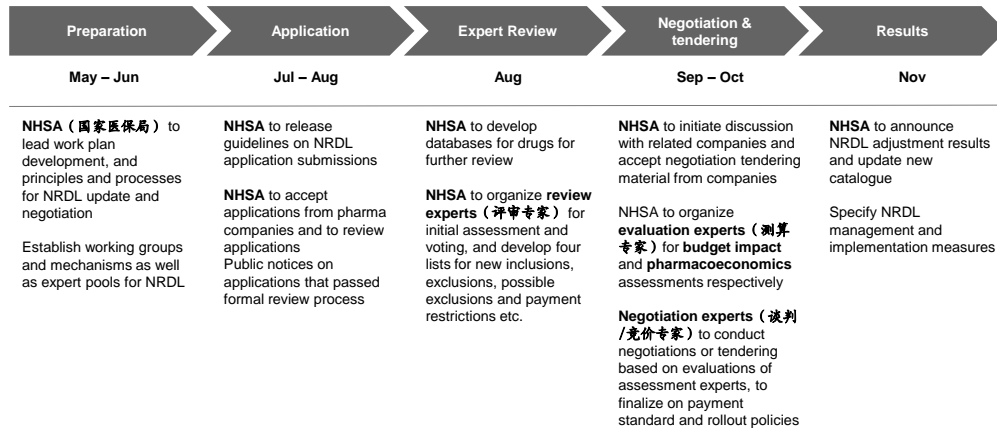 Preparation
Application
Expert Review
Negotiation &
tendering
Results
May – Jun
Jul – Aug
Aug
Sep – Oct
Nov
NHSA（国家医保局）to
lead work plan
development, and
principles and processes
for NRDL update and
negotiation
Establish working groups
and mechanisms as well
as expert pools for NRDL
NHSA to release
guidelines on NRDL
application submissions
NHSA to accept
applications from pharma
companies and to review
applications
Public notices on
applications that passed
formal review process
NHSA to develop
databases for drugs for
further review
NHSA to organize review
experts（评审专家）for
initial assessment and
voting, and develop four
lists for new inclusions,
exclusions, possible
exclusions and payment
restrictions etc.
NHSA to initiate discussion
with related companies and
accept negotiation tendering
material from companies
NHSA to organize
evaluation experts（测算
专家）for budget impact
and pharmacoeconomics
assessments respectively
Negotiation experts（谈判
/竞价专家）to conduct
negotiations or tendering
based on evaluations of
assessment experts, to
finalize on payment
standard and rollout policies
NHSA to announce
NRDL adjustment results
and update new
catalogue
Specify NRDL
management and
implementation measures